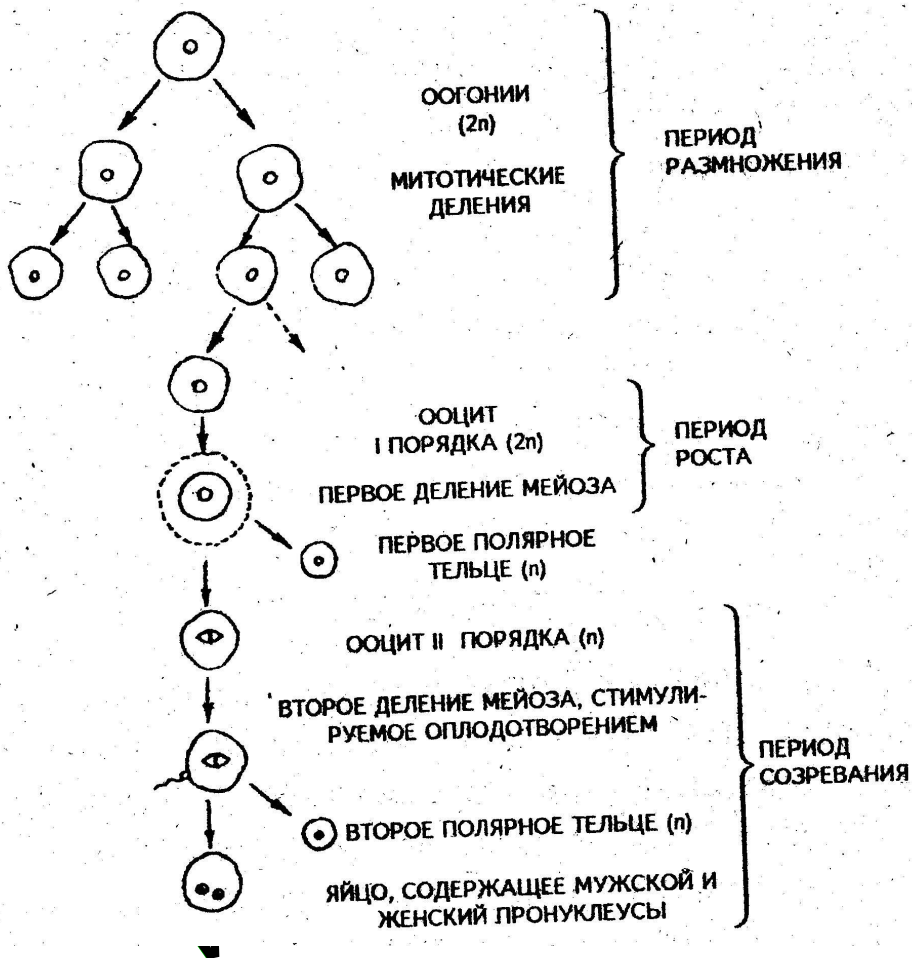 ООГОНИИ
(2n)
МИТОТИЧЕСКИЕ
ДЕЛЕНИЯ
ПЕРИОД
РАЗМНОЖЕНИЯ
ООЦИТ
I ПОРЯДКА (2n)
ПЕРВОЕ ДЕЛЕНИЕ МЕЙОЗА
ПЕРИОД
РОСТА
ПЕРВОЕ ПОЛЯРНОЕ
ТЕЛЬЦЕ (n)
ООЦИТ II ПОРЯДКА (n)
ВТОРОЕ ДЕЛЕНИЕ МЕЙОЗА, СТИМУЛИ-
РУЕМОЕ ОПЛОДОТВОРЕНИЕМ
ПЕРИОД
СОЗРЕВАНИЯ
ВТОРОЕ ПОЛЯРНОЕ ТЕЛЬЦЕ (n)
ЯЙЦО, СОДЕРЖАЩЕЕ МУЖСКОЙ И
ЖЕНСКИЙ ПРОНУКЛЕУСЫ